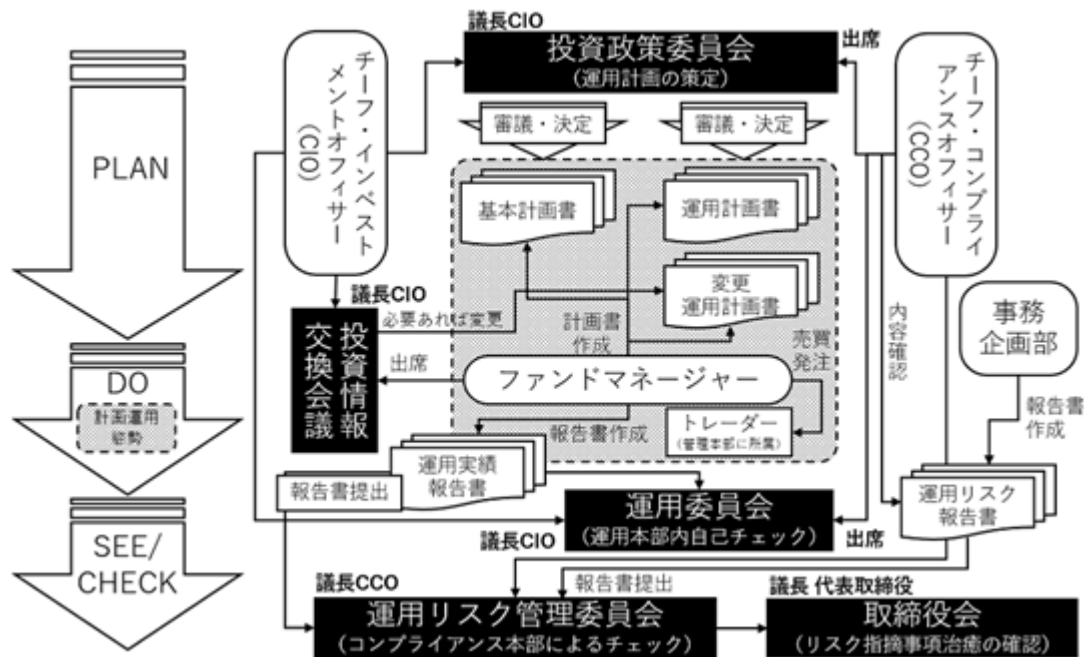 議長CIO
投資政策委員会
(運用計画の策定)
出席
チーフ・インベスト
メントオフィサー
(CIO)
チーフ・コンプライ
アンスオフィサー
(CCO)
PLAN
審議・決定
審議・決定
基本計画書
運用計画書
変更
運用計画書
議長CIO
必要あれば変更
投資情報
交換会議
出席
計画書
作成
売買
発注
ファンドマネージャー
トレーダー
(管理本部に所属)
内容確認
事務
企画部
報告書
作成
DO
計画運用
姿勢
報告書作成
運用実績
報告書
報告書提出
運用リスク
報告書
SEE/
CHECK
運用委員会
(運用本部内自己チェック)
議長CIO
出席
議長CCO
報告書提出
議長 代表取締役
運用リスク管理委員会
(コンプライアンス本部によるチェック)
取締役会
(リスク指摘事項治癒の確認)